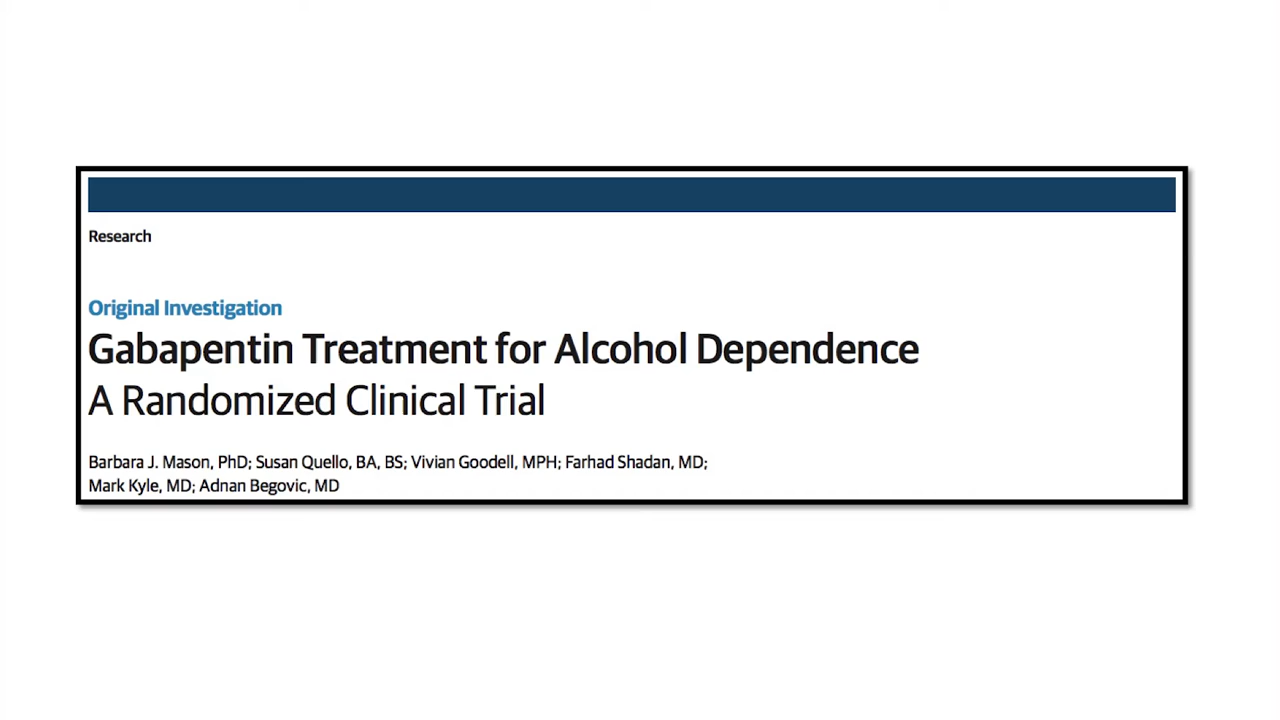 Research
Original Investigation
Gabapentin Treatment for Alcohol Dependence
A Randomized Clinical Trial
Barbara J. Mason, PhD; Susan Quello, BA, BS; Vivian Goodell, MPH; Farhad Shadan, MD;
Mark Kyle, MD; Adnan Begovic, MD